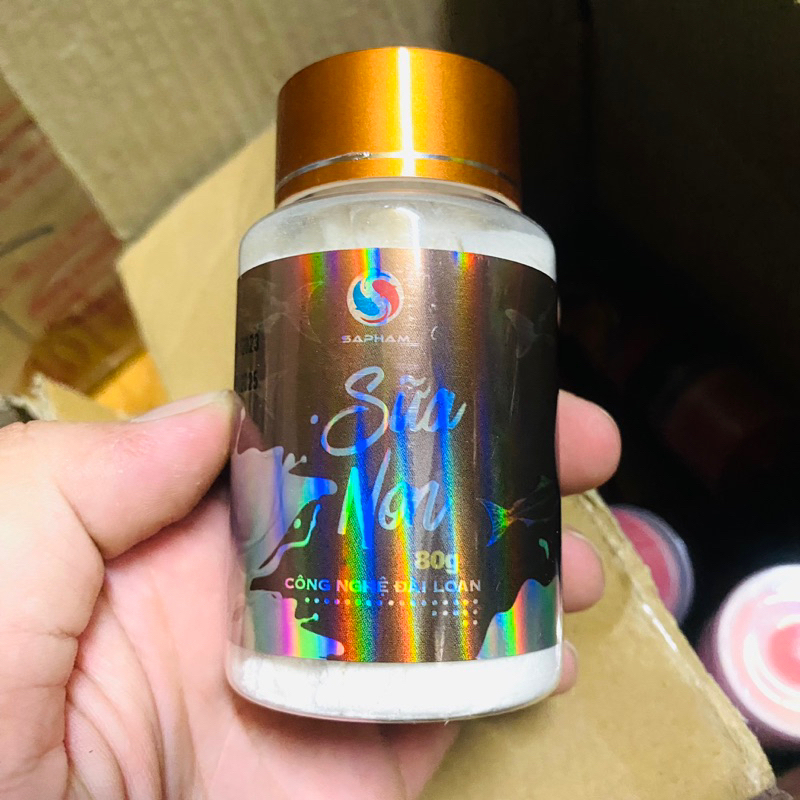 SAPHAM
Sữa
Non
80g
CÔNG NGHỆ ĐÀI LOAN